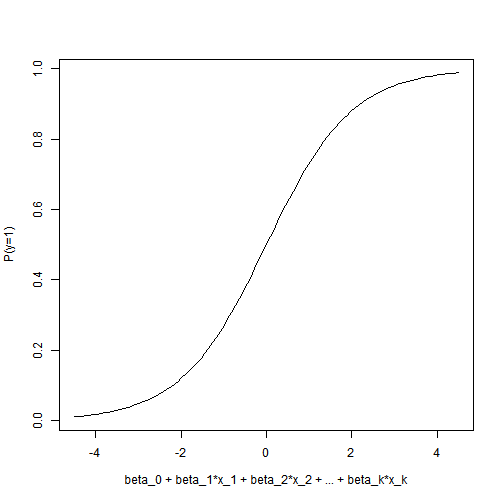 P(y=1)
1.0
0.8
0.6
0.4
0.2
0.0
-4 -2 0 2 4
beta_0 + beta_1*x_1 + beta_2*x_2 + ... + beta_k*x_k